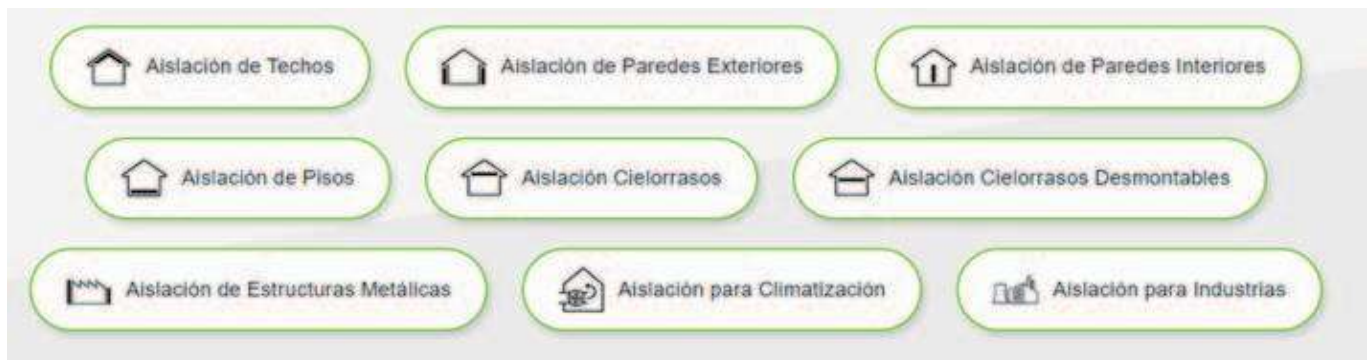 Aislación de Techos
Aislación de Paredes Exteriores
Aislación de Paredes Interiores
Aislación de Pisos
Aislación Cielorrasos
Aislación Cielorrasos Desmontables
Aislación de Estructuras Metálicas
Aislación para Climatización
Aislación para Industrias